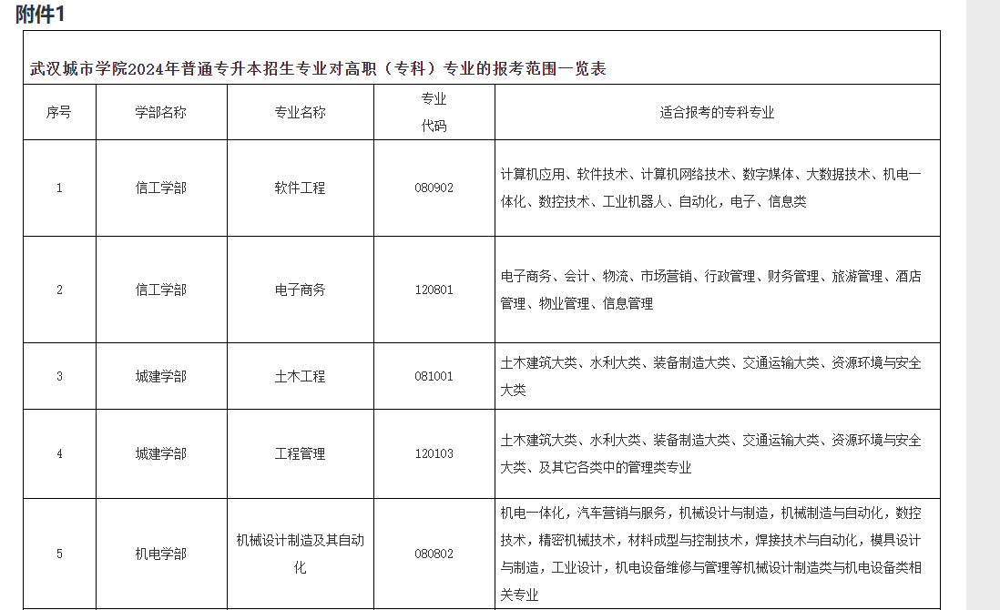 附件1
武汉城市学院2024年普通专升本招生专业对高职（专科）专业的报考范围一览表
序号 学部名称 专业名称 专业
代码 适合报考的专科专业
1 信工学部 软件工程 080902 计算机应用、软件技术、计算机网络技术、数字媒体、大数据技术、机电一
体化、数控技术、工业机器人、自动化，电子、信息类
2 信工学部 电子商务 120801 电子商务、会计、物流、市场营销、行政管理、财务管理、旅游管理、酒店
管理、物业管理、信息管理
3 城建学部 土木工程 081001 土木建筑大类、水利大类、装备制造大类、交通运输大类、资源环境与安全
大类
4 城建学部 工程管理 120103 土木建筑大类、水利大类、装备制造大类、交通运输大类、资源环境与安全
大类、及其它各类中的管理类专业
5 机电学部 机械设计制造及其自动
化 080802 机电一体化，汽车营销与服务，机械设计与制造，机械制造与自动化，数控
技术，精密机械技术，材料成型与控制技术，焊接技术与自动化，模具设计
与制造，工业设计，机电设备维修与管理等机械设计制造类与机电设备类相
关专业